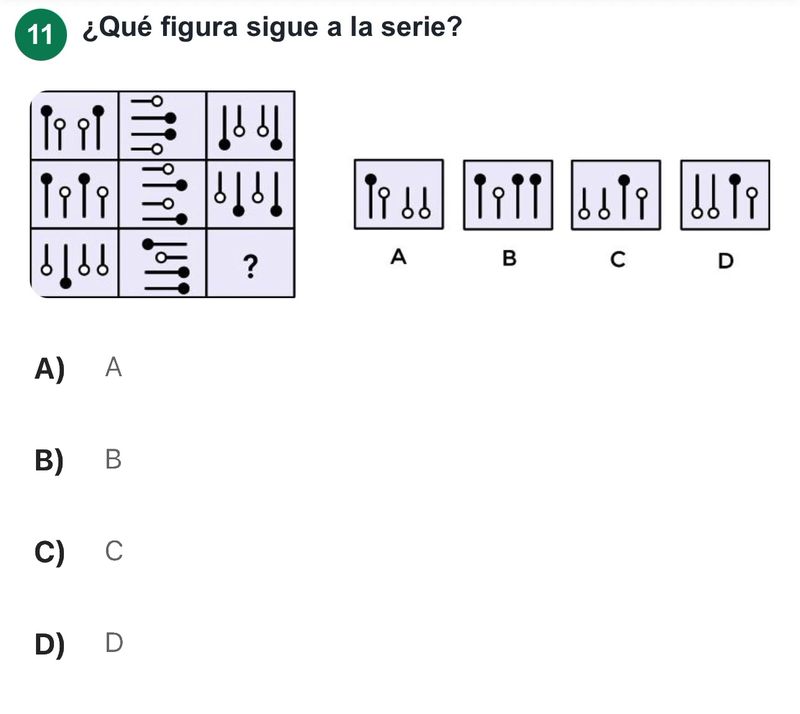 11 ¿Qué figura sigue a la serie?
?
A B C D
A) A
B) B
C) C
D) D